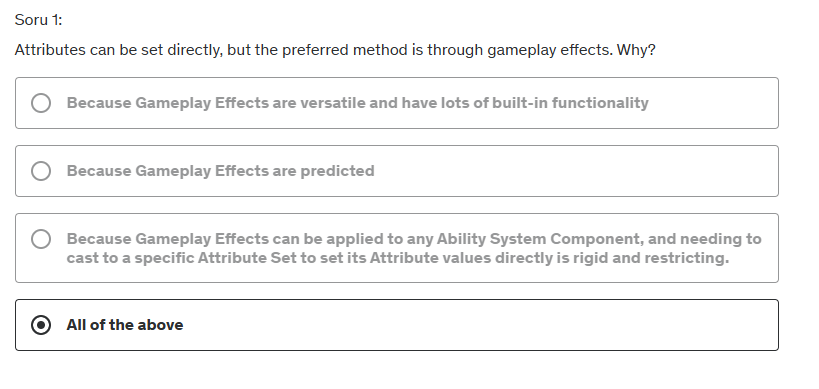 Soru 1:
Attributes can be set directly, but the preferred method is through gameplay effects. Why?
Because Gameplay Effects are versatile and have lots of built-in functionality
Because Gameplay Effects are predicted
Because Gameplay Effects can be applied to any Ability System Component, and needing to
cast to a specific Attribute Set to set its Attribute values directly is rigid and restricting.
All of the above